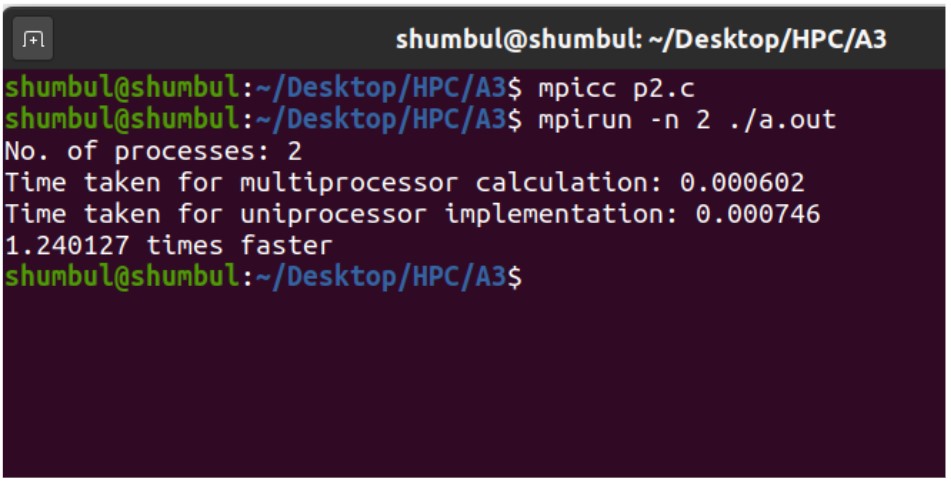 shumbul@shumbul: ~/Desktop/HPC/A3
shumbul@shumbul:~/Desktop/HPC/A3$ mpicc p2.c
shumbul@shumbul:~/Desktop/HPC/A3$ mpirun -n 2 ./a.out
No. of processes: 2
Time taken for multiprocessor calculation: 0.000602
Time taken for uniprocessor implementation: 0.000746
1.240127 times faster
shumbul@shumbul:~/Desktop/HPC/A3$